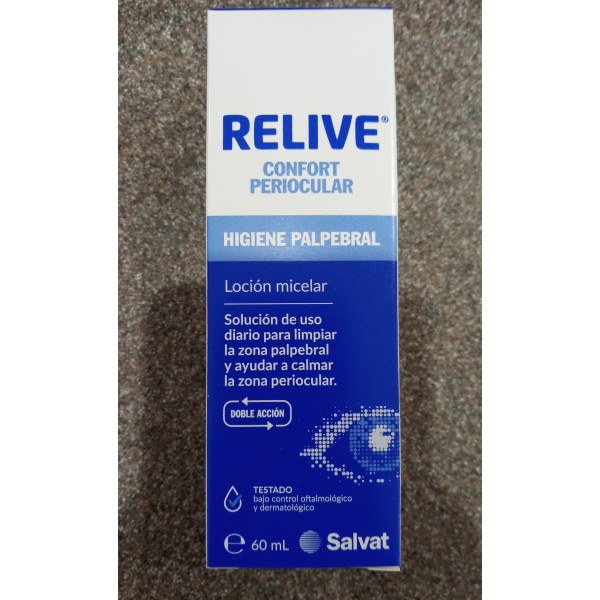 RELIVE®
CONFORT
PERIOCULAR
HIGIENE PALPEBRAL
Loción micelar
Solución de uso
diario para limpiar
la zona palpebral
y ayudar a calmar
la zona periocular.
DOBLE ACCIÓN
TESTADO
bajo control oftalmológico
y dermatológico
℮ 60 mL
Salvat